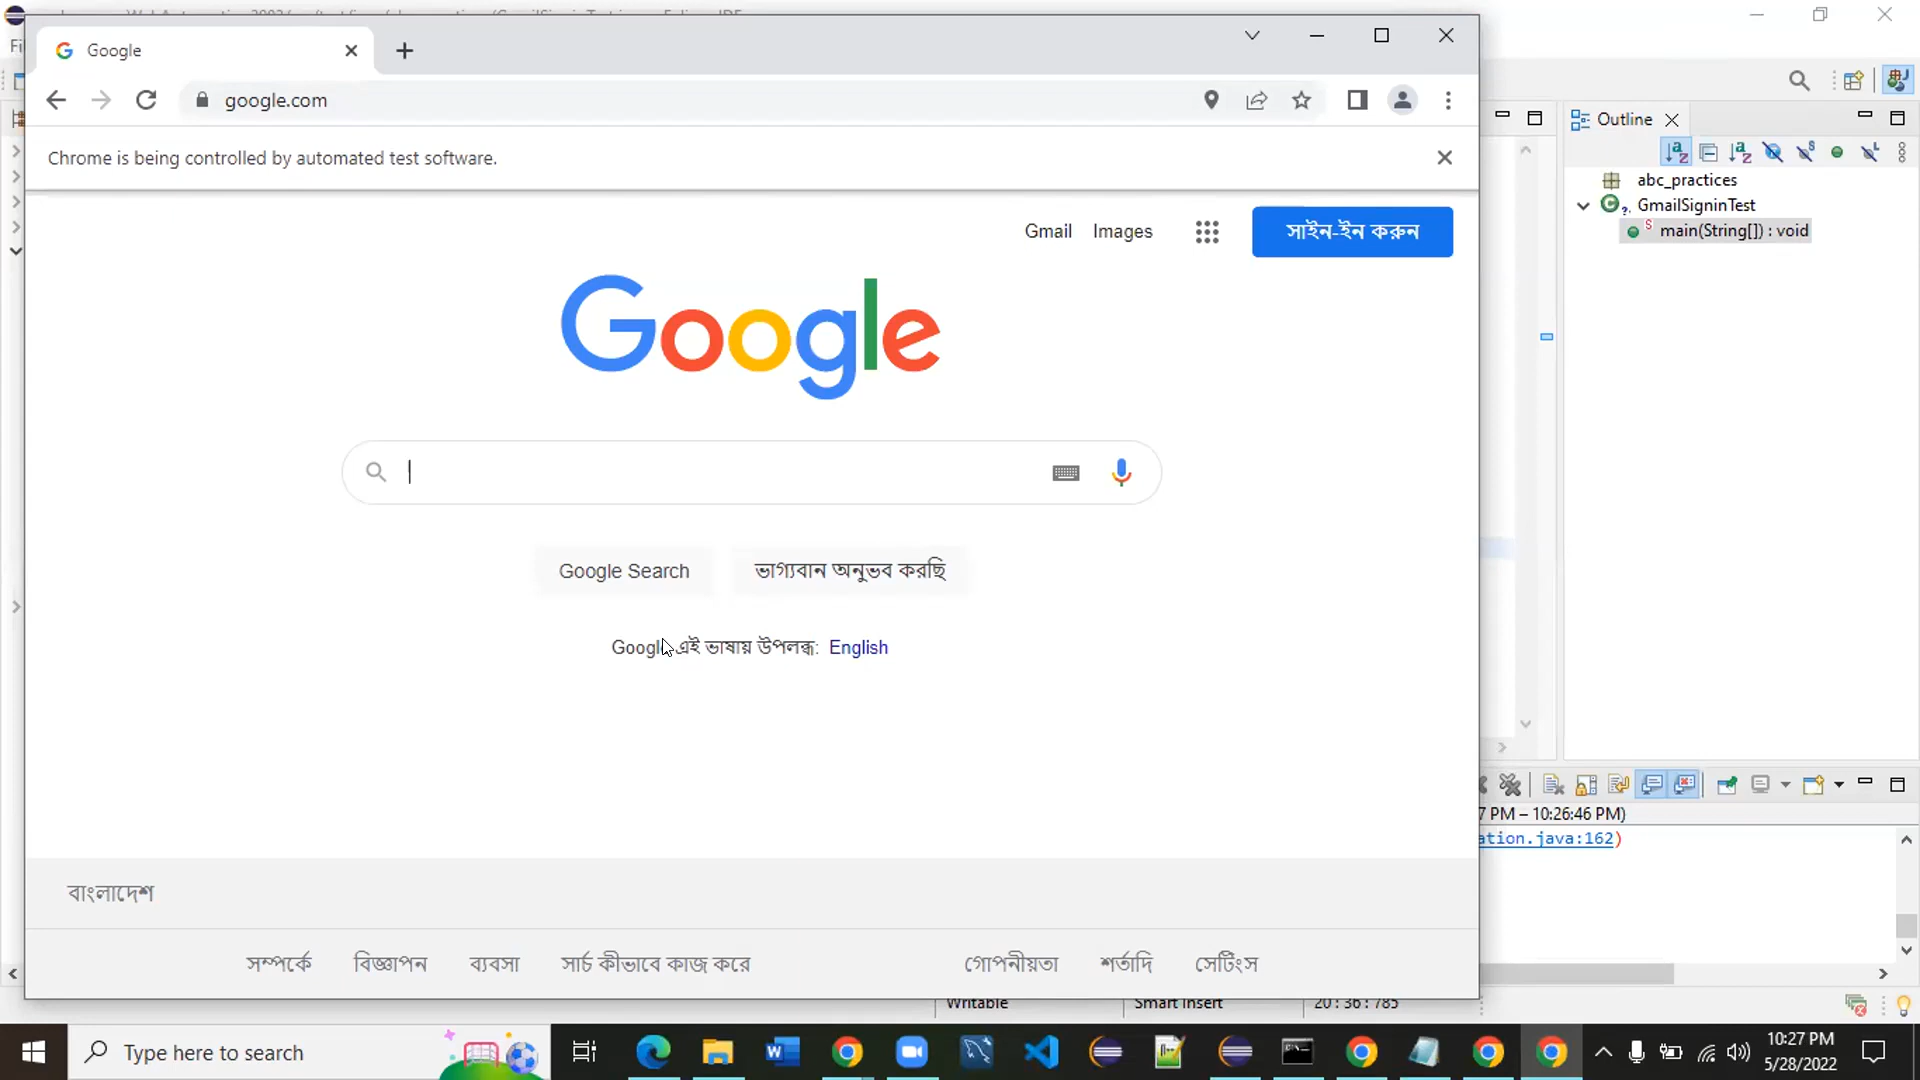 Google
google.com
Chrome is being controlled by automated test software.
Gmail Images সাইন-ইন করুন
Google
Google Search ভাগ্যবান অনুভব করছি
Google এই ভাষায় উপলব্ধ: English
বাংলাদেশ
সম্পর্কে বিজ্ঞাপন ব্যবসা সার্চ কীভাবে কাজ করে গোপনীয়তা শর্তাদি সেটিংস
Outline
abc_practices
GmailSigninTest
main(String[]) : void
7 PM – 10:26:46 PM)
ation.java:162)
Writable Smart Insert 20 : 36 : 785
Type here to search
10:27 PM
5/28/2022